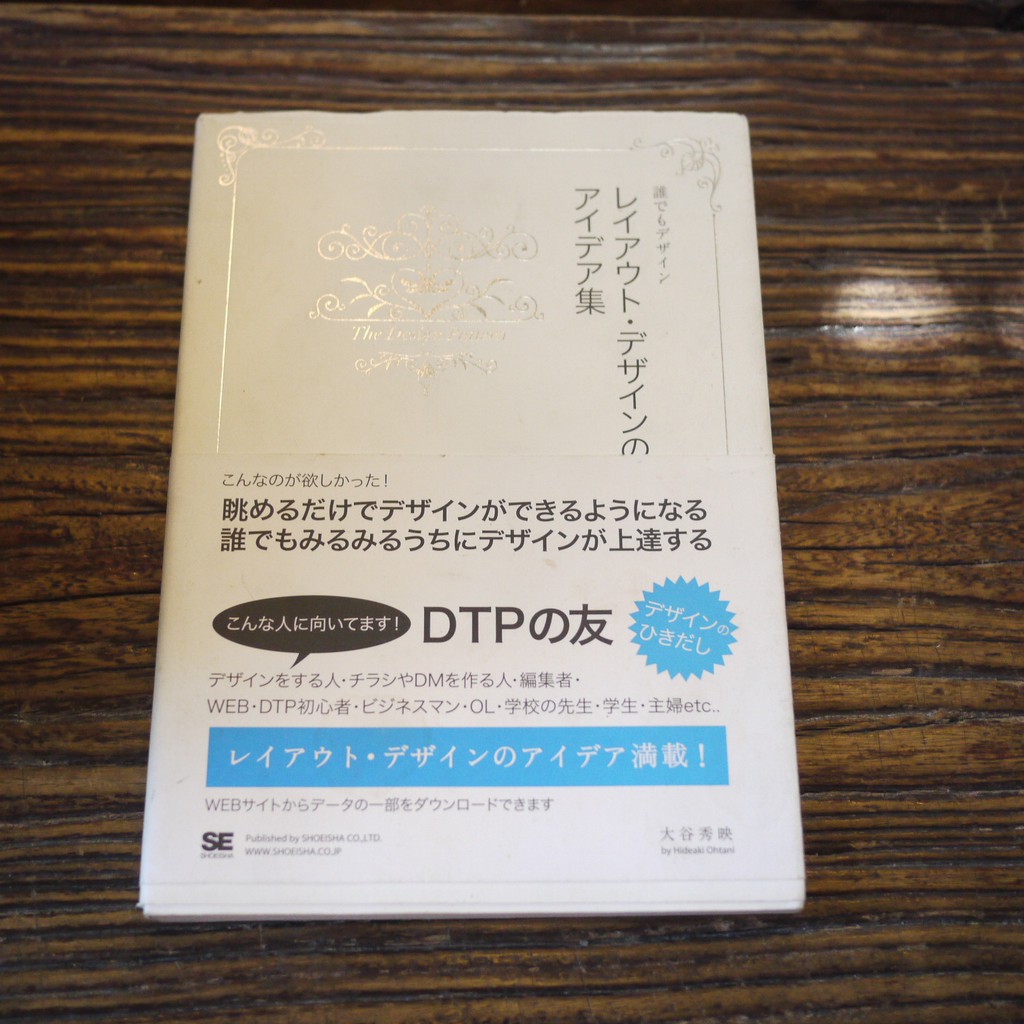 誰でもデザイン
レイアウト・デザインの
アイデア集
The
こんなのが欲しかった！
眺めるだけでデザインができるようになる
誰でもみるみるうちにデザインが上達する
こんな人に向いてます！
DTPの友
デザインの
ひきだし
デザインをする人・チラシやDMを作る人・編集者・
WEB・DTP初心者・ビジネスマン・OL・学校の先生・学生・主婦etc..
レイアウト・デザインのアイデア満載！
WEBサイトからデータの一部をダウンロードできます
SE
SHOEISHA
Published by SHOEISHA CO.,LTD.
WWW.SHOEISHA.CO.JP
大谷秀映
by Hideaki Ohtani